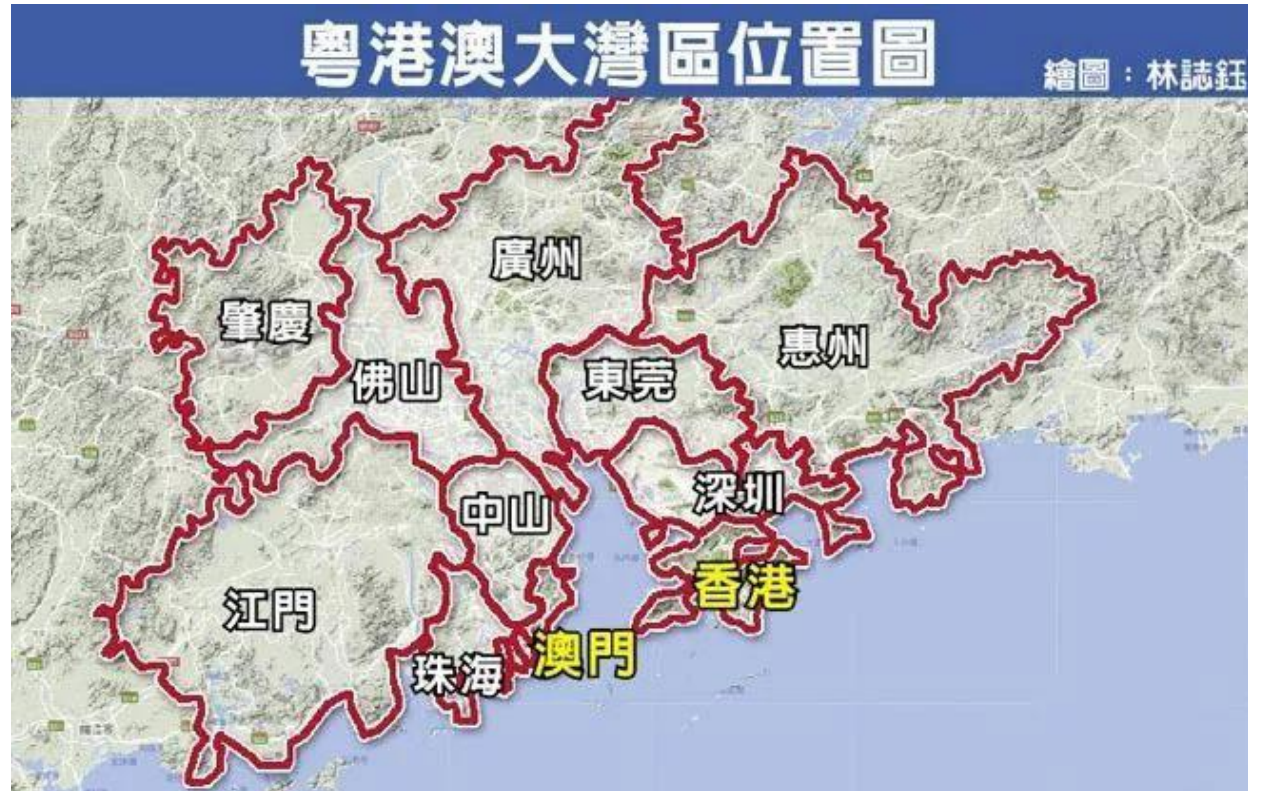 粵港澳大灣區位置圖
繪圖：林誌鈺
廣州
肇慶
惠州
佛山
東莞
深圳
中山
香港
江門
澳門
珠海